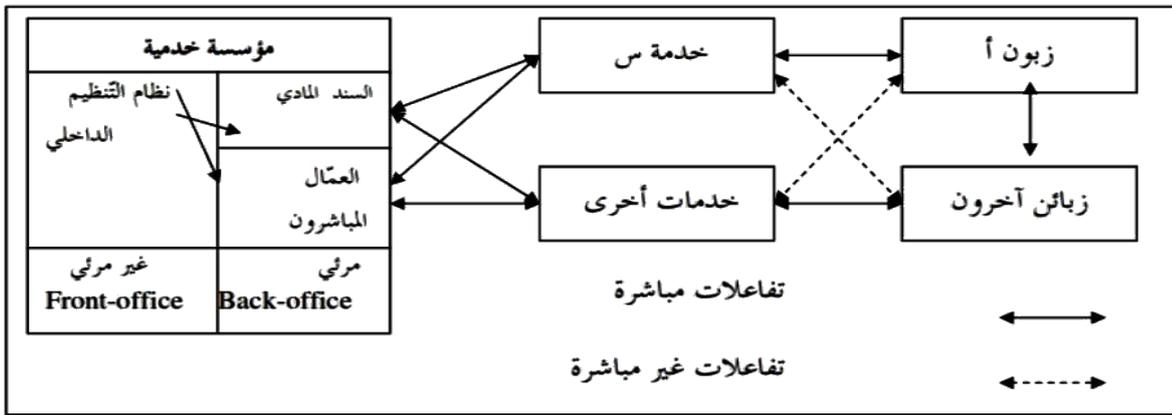 مؤسسة خدمية
السند المادي
نظام التّنظيم
الداخلي
العمّال
المباشرون
مرئي
Back-office
غير مرئي
Front-office
خدمة س
خدمات أخرى
زبون أ
زبائن آخرون
تفاعلات مباشرة
تفاعلات غير مباشرة